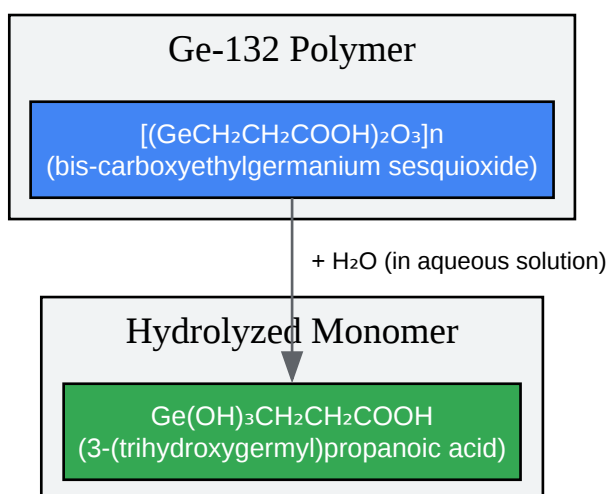 Ge-132 Polymer
[(GeCH₂CH₂COOH)₂O₃]n
(bis-carboxyethylgermanium sesquioxide)
+ H₂O (in aqueous solution)
Hydrolyzed Monomer
Ge(OH)₃CH₂CH₂COOH
(3-(trihydroxygermyl)propanoic acid)